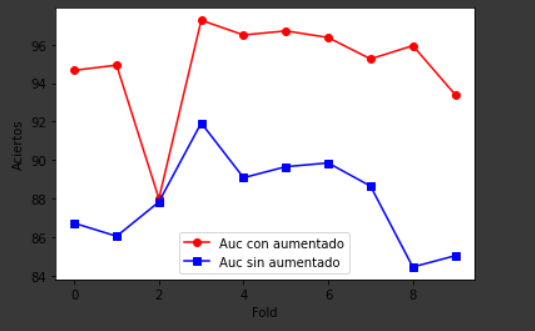 96
94
92
90
88
86
84
Aciertos
Auc con aumentado
Auc sin aumentado
0 2 4 6 8
Fold